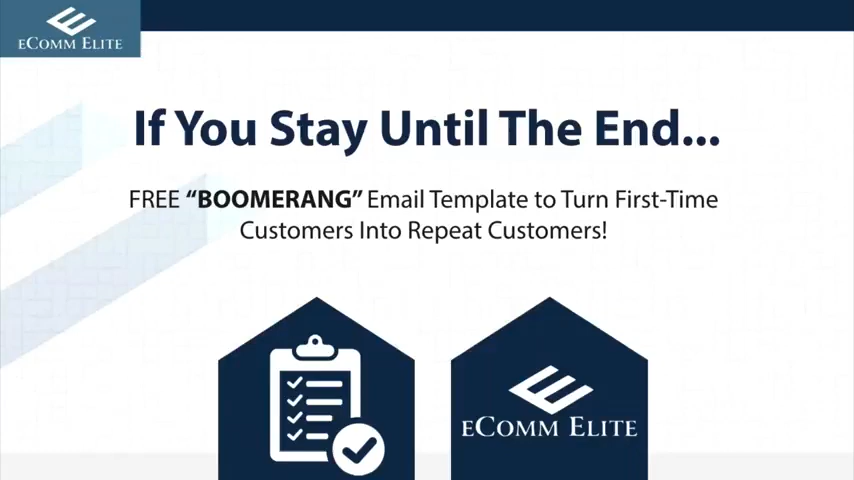 eComm Elite
If You Stay Until The End...
FREE “BOOMERANG” Email Template to Turn First-Time
Customers Into Repeat Customers!
eComm Elite